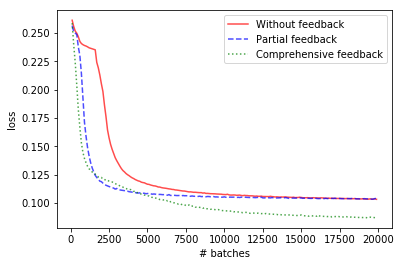 Without feedback
Partial feedback
Comprehensive feedback
loss
0.250
0.225
0.200
0.175
0.150
0.125
0.100
0 2500 5000 7500 10000 12500 15000 17500 20000
# batches